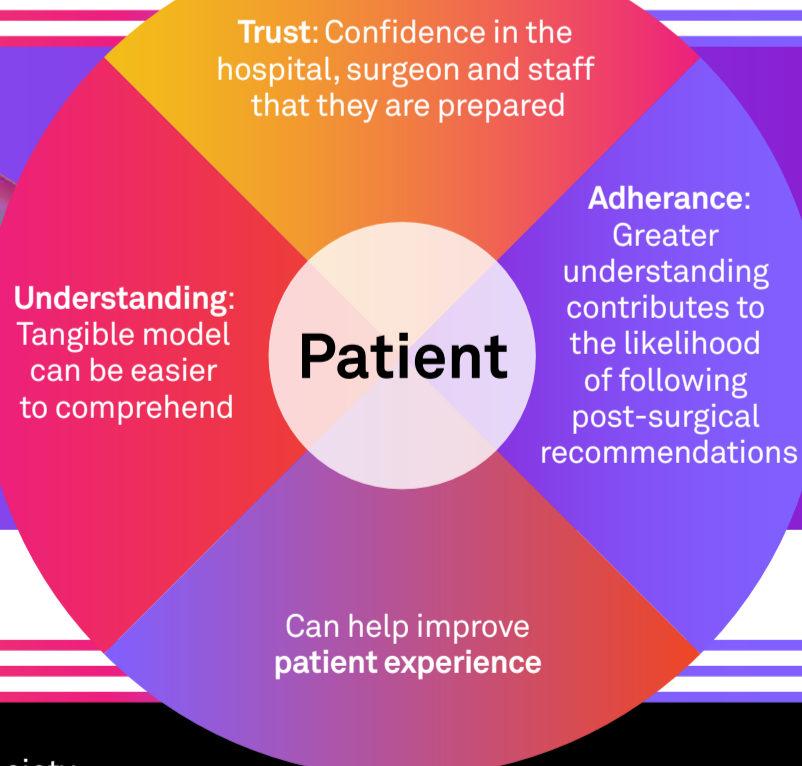 Trust: Confidence in the
hospital, surgeon and staff
that they are prepared
Adherance:
Greater
understanding
contributes to
the likelihood
of following
post-surgical
recommendations
Understanding:
Tangible model
can be easier
to comprehend
Patient
Can help improve
patient experience